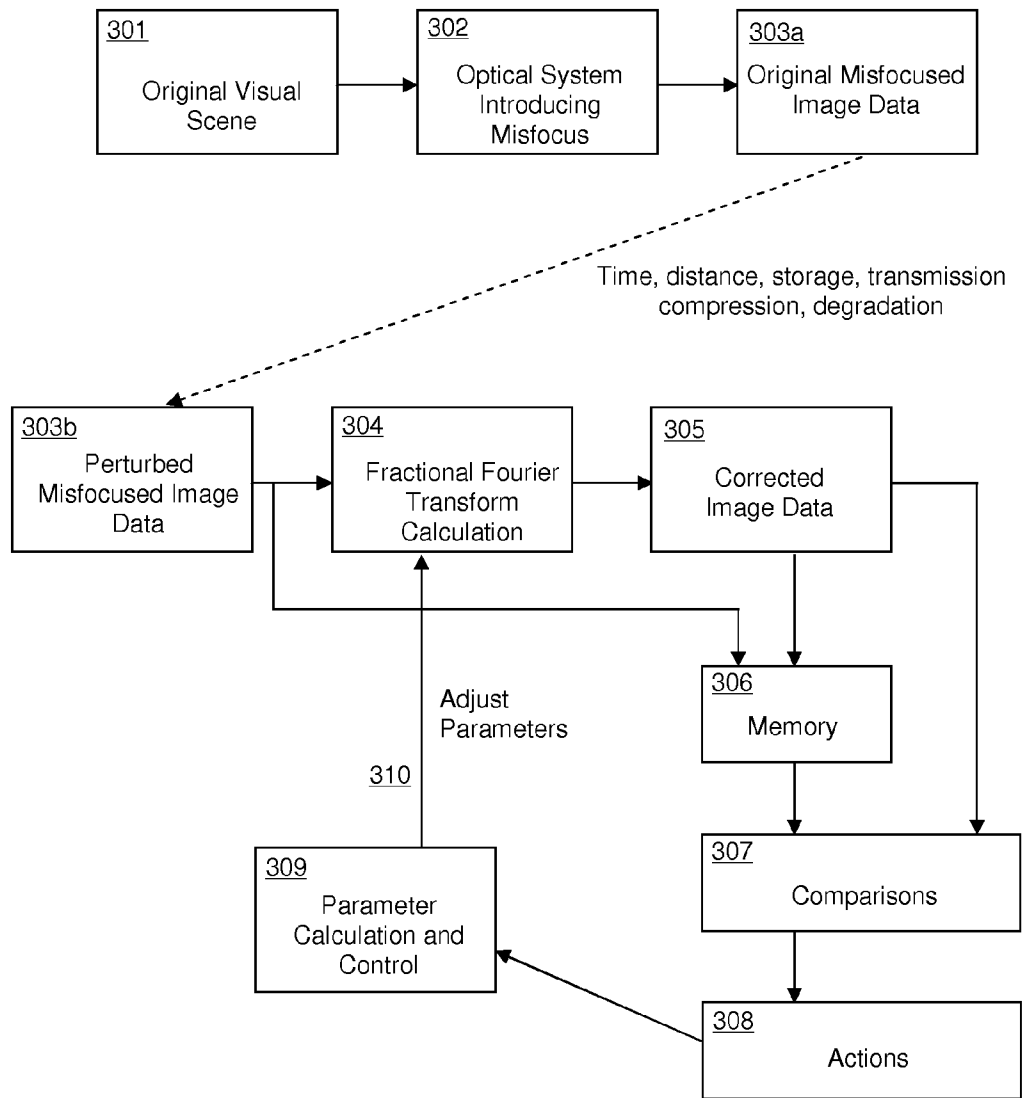 301
Original Visual
Scene
302
Optical System
Introducing
Misfocus
303a
Original Misfocused
Image Data
Time, distance, storage, transmission
compression, degradation
303b
Perturbed
Misfocused Image
Data
304
Fractional Fourier
Transform
Calculation
305
Corrected
Image Data
306
Memory
Adjust
Parameters
310
307
Comparisons
309
Parameter
Calculation and
Control
308
Actions